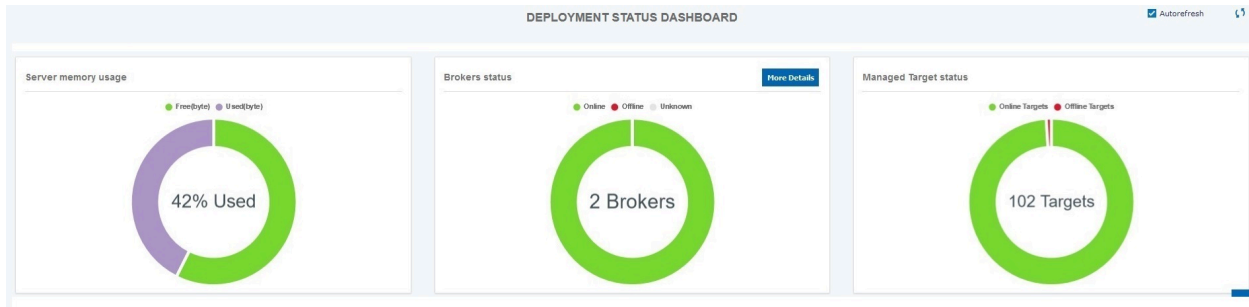 DEPLOYMENT STATUS DASHBOARD
Autorefresh
Server memory usage
Free(byte) Used(byte)
42% Used
Brokers status
More Details
Online Offline Unknown
2 Brokers
Managed Target status
Online Targets Offline Targets
102 Targets